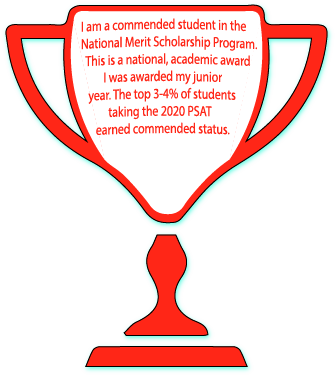 I am a commended student in the
National Merit Scholarship Program.
This is a national, academic award
I was awarded my junior
year. The top 3-4% of students
taking the 2020 PSAT
earned commended status.